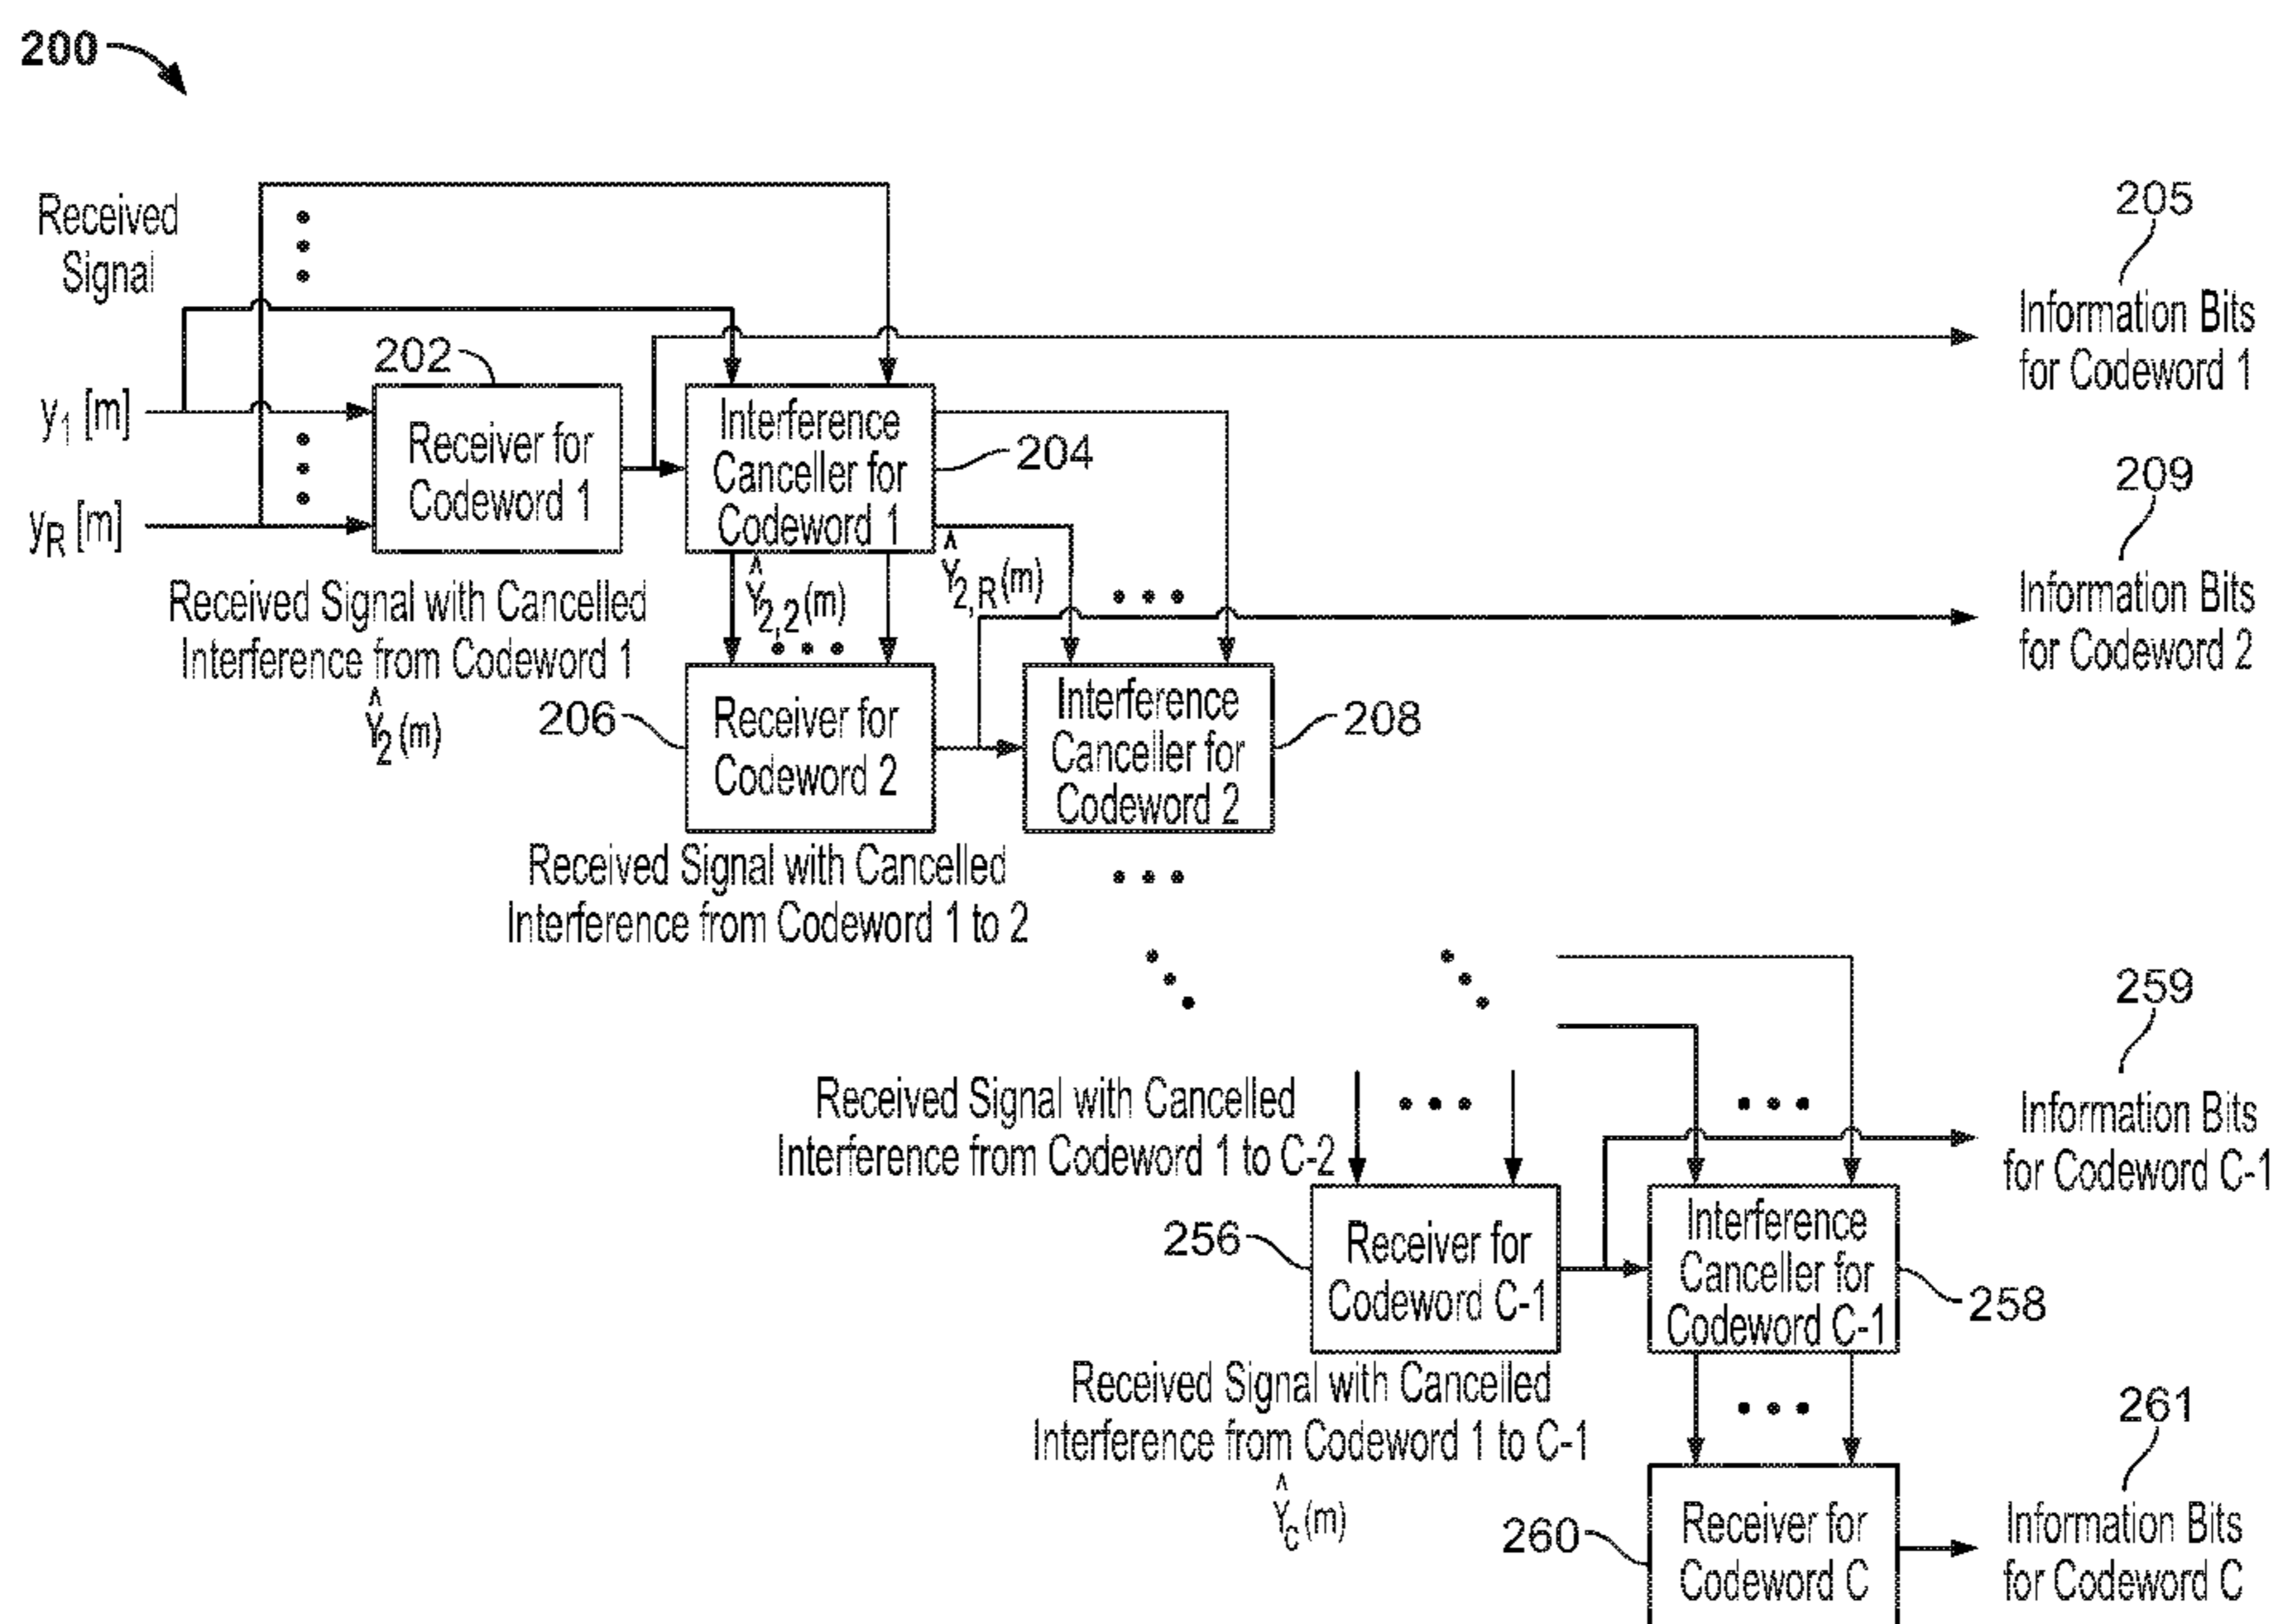 200
Received
Signal
205
Information Bits
for Codeword 1
202
y1 [m]
yR [m]
Receiver for
Codeword 1
Interference
Canceller for
Codeword 1
204
209
Information Bits
for Codeword 2
Received Signal with Cancelled
Interference from Codeword 1
Ŷ2(m)
Ŷ2,2(m)
Ŷ2,R(m)
206
Receiver for
Codeword 2
Interference
Canceller for
Codeword 2
208
Received Signal with Cancelled
Interference from Codeword 1 to 2
259
Information Bits
for Codeword C-1
Received Signal with Cancelled
Interference from Codeword 1 to C-2
256
Receiver for
Codeword C-1
Interference
Canceller for
Codeword C-1
258
Received Signal with Cancelled
Interference from Codeword 1 to C-1
Ŷc(m)
261
Information Bits
for Codeword C
260
Receiver for
Codeword C